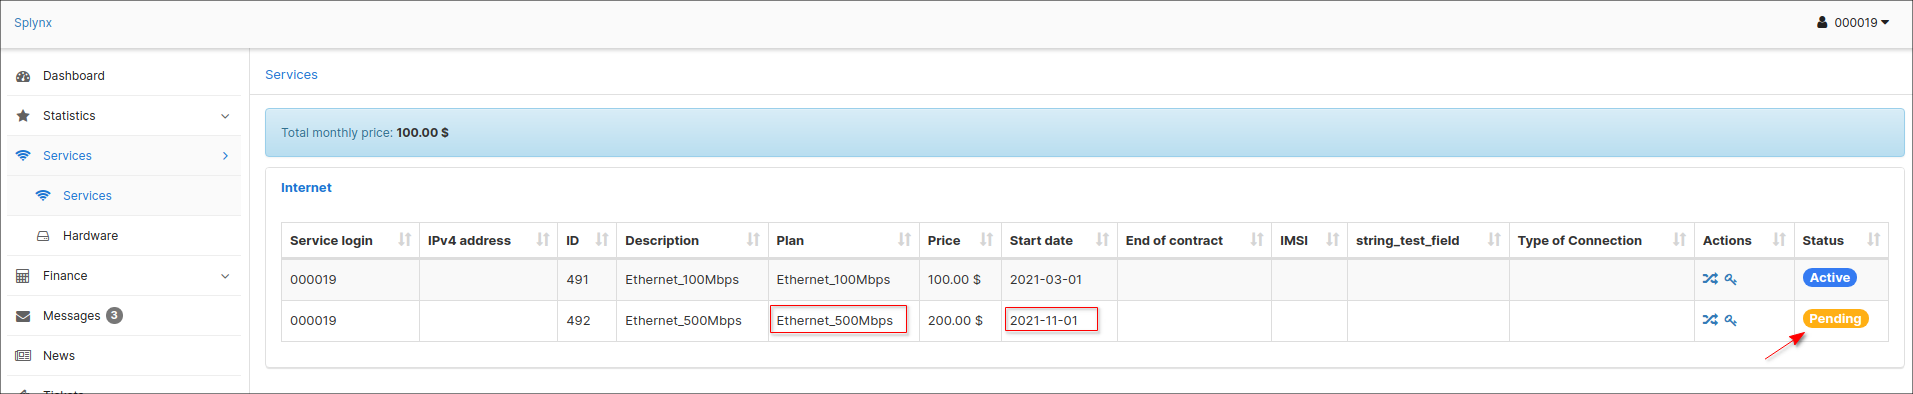 Splynx
000019
Dashboard
Statistics
Services
Services
Hardware
Finance
Messages 3
News
Tickets
Services
Total monthly price: 100.00 $
Internet
Service login IPv4 address ID Description Plan Price Start date End of contract IMSI string_test_field Type of Connection Actions Status
000019 491 Ethernet_100Mbps Ethernet_100Mbps 100.00 $ 2021-03-01 Active
000019 492 Ethernet_500Mbps Ethernet_500Mbps 200.00 $ 2021-11-01 Pending